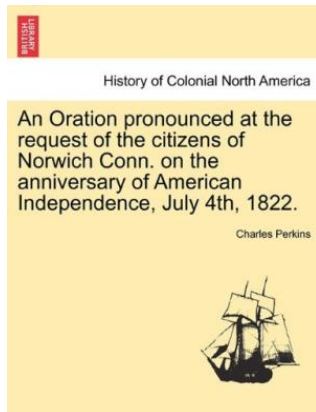 BRITISH
LIBRARY
History of Colonial North America
An Oration pronounced at the
request of the citizens of
Norwich Conn. on the
anniversary of American
Independence, July 4th, 1822.
Charles Perkins